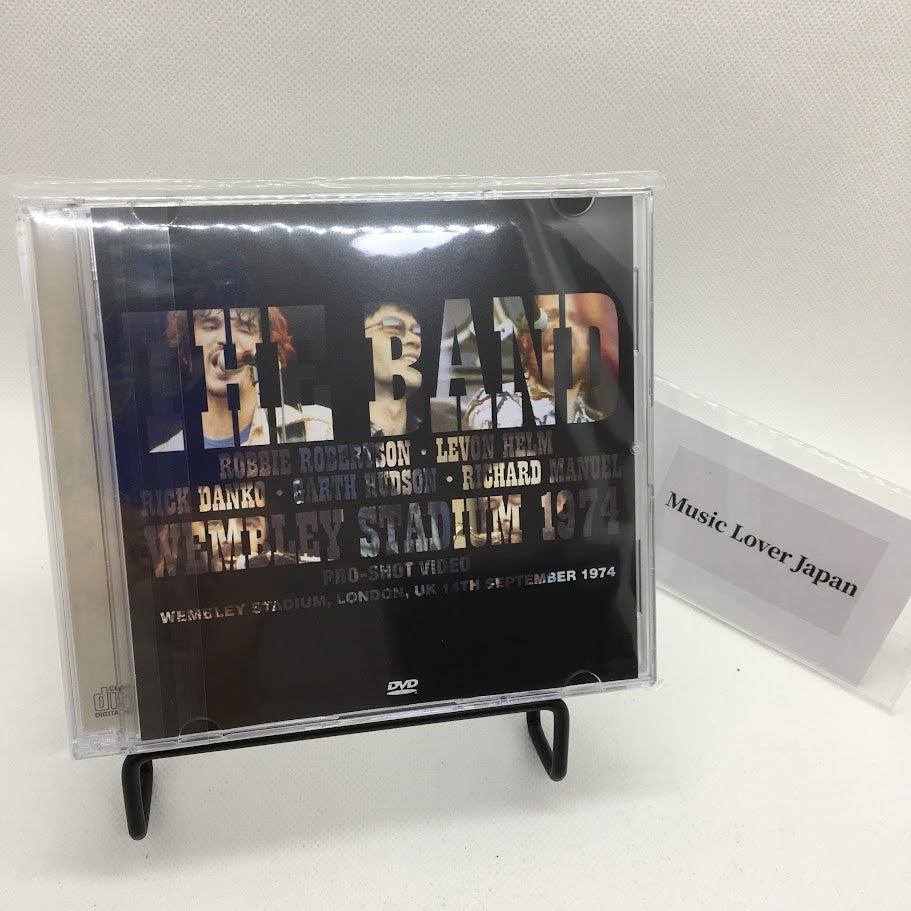 THE BAND
ROBBIE ROBERTSON · LEVON HELM
RICK DANKO · GARTH HUDSON · RICHARD MANUEL
WEMBLEY STADIUM 1974
PRO-SHOT VIDEO
WEMBLEY STADIUM, LONDON, UK 14TH SEPTEMBER 1974
DVD
Music Lover Japan